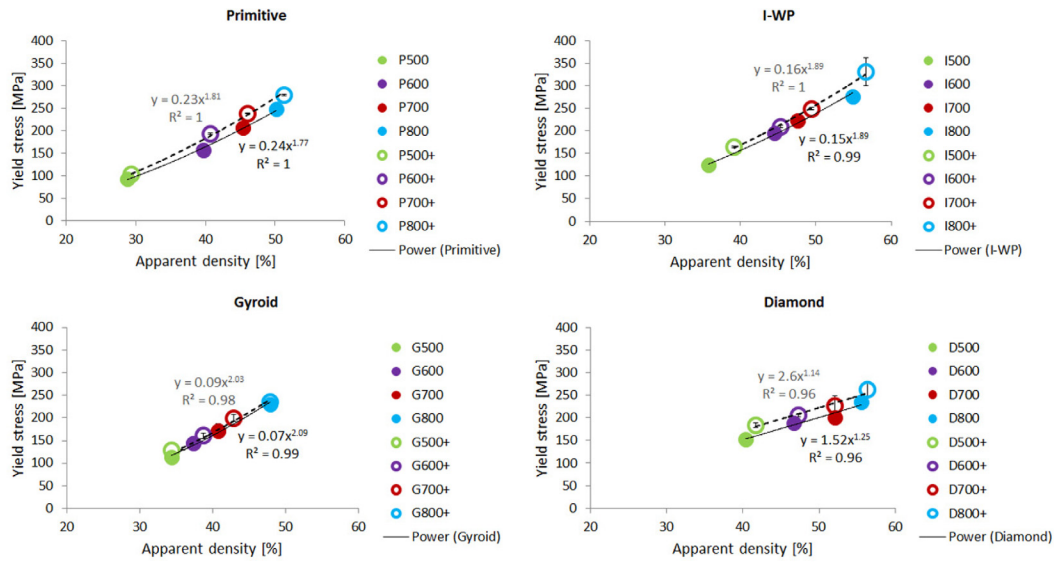 Primitive
Yield stress [MPa]
400
350
300
250
200
150
100
50
0
20
30
40
50
60
Apparent density [%]
y = 0.23x^1.81
R² = 1
y = 0.24x^1.77
R² = 1
P500
P600
P700
P800
P500+
P600+
P700+
P800+
Power (Primitive)
I-WP
Yield stress [MPa]
400
350
300
250
200
150
100
50
0
20
30
40
50
60
Apparent density [%]
y = 0.16x^1.89
R² = 1
y = 0.15x^1.89
R² = 0.99
I500
I600
I700
I800
I500+
I600+
I700+
I800+
Power (I-WP)
Gyroid
Yield stress [MPa]
400
350
300
250
200
150
100
50
0
20
30
40
50
60
Apparent density [%]
y = 0.09x^2.03
R² = 0.98
y = 0.07x^2.09
R² = 0.99
G500
G600
G700
G800
G500+
G600+
G700+
G800+
Power (Gyroid)
Diamond
Yield stress [MPa]
400
350
300
250
200
150
100
50
0
20
30
40
50
60
Apparent density [%]
y = 2.6x^1.14
R² = 0.96
y = 1.52x^1.25
R² = 0.96
D500
D600
D700
D800
D500+
D600+
D700+
D800+
Power (Diamond)